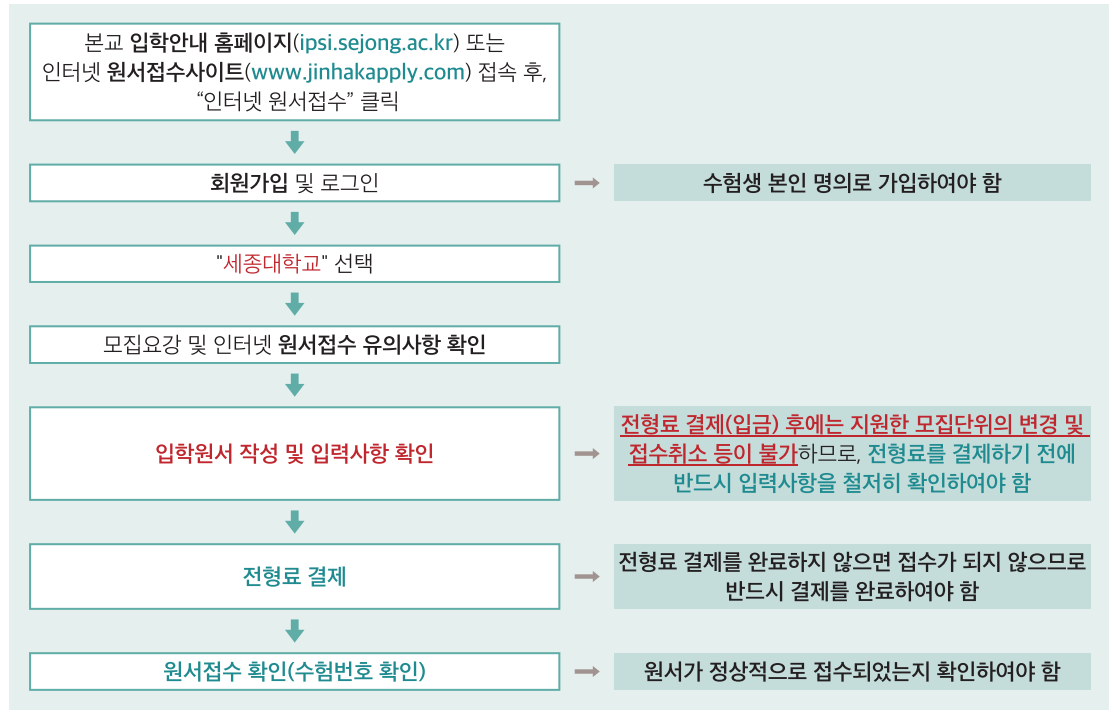 본교 입학안내 홈페이지(ipsi.sejong.ac.kr) 또는
인터넷 원서접수사이트(www.jinhakapply.com) 접속 후,
“인터넷 원서접수” 클릭
회원가입 및 로그인
수험생 본인 명의로 가입하여야 함
"세종대학교" 선택
모집요강 및 인터넷 원서접수 유의사항 확인
입학원서 작성 및 입력사항 확인
전형료 결제(입금) 후에는 지원한 모집단위의 변경 및
접수취소 등이 불가하므로, 전형료를 결제하기 전에
반드시 입력사항을 철저히 확인하여야 함
전형료 결제
전형료 결제를 완료하지 않으면 접수가 되지 않으므로
반드시 결제를 완료하여야 함
원서접수 확인(수험번호 확인)
원서가 정상적으로 접수되었는지 확인하여야 함